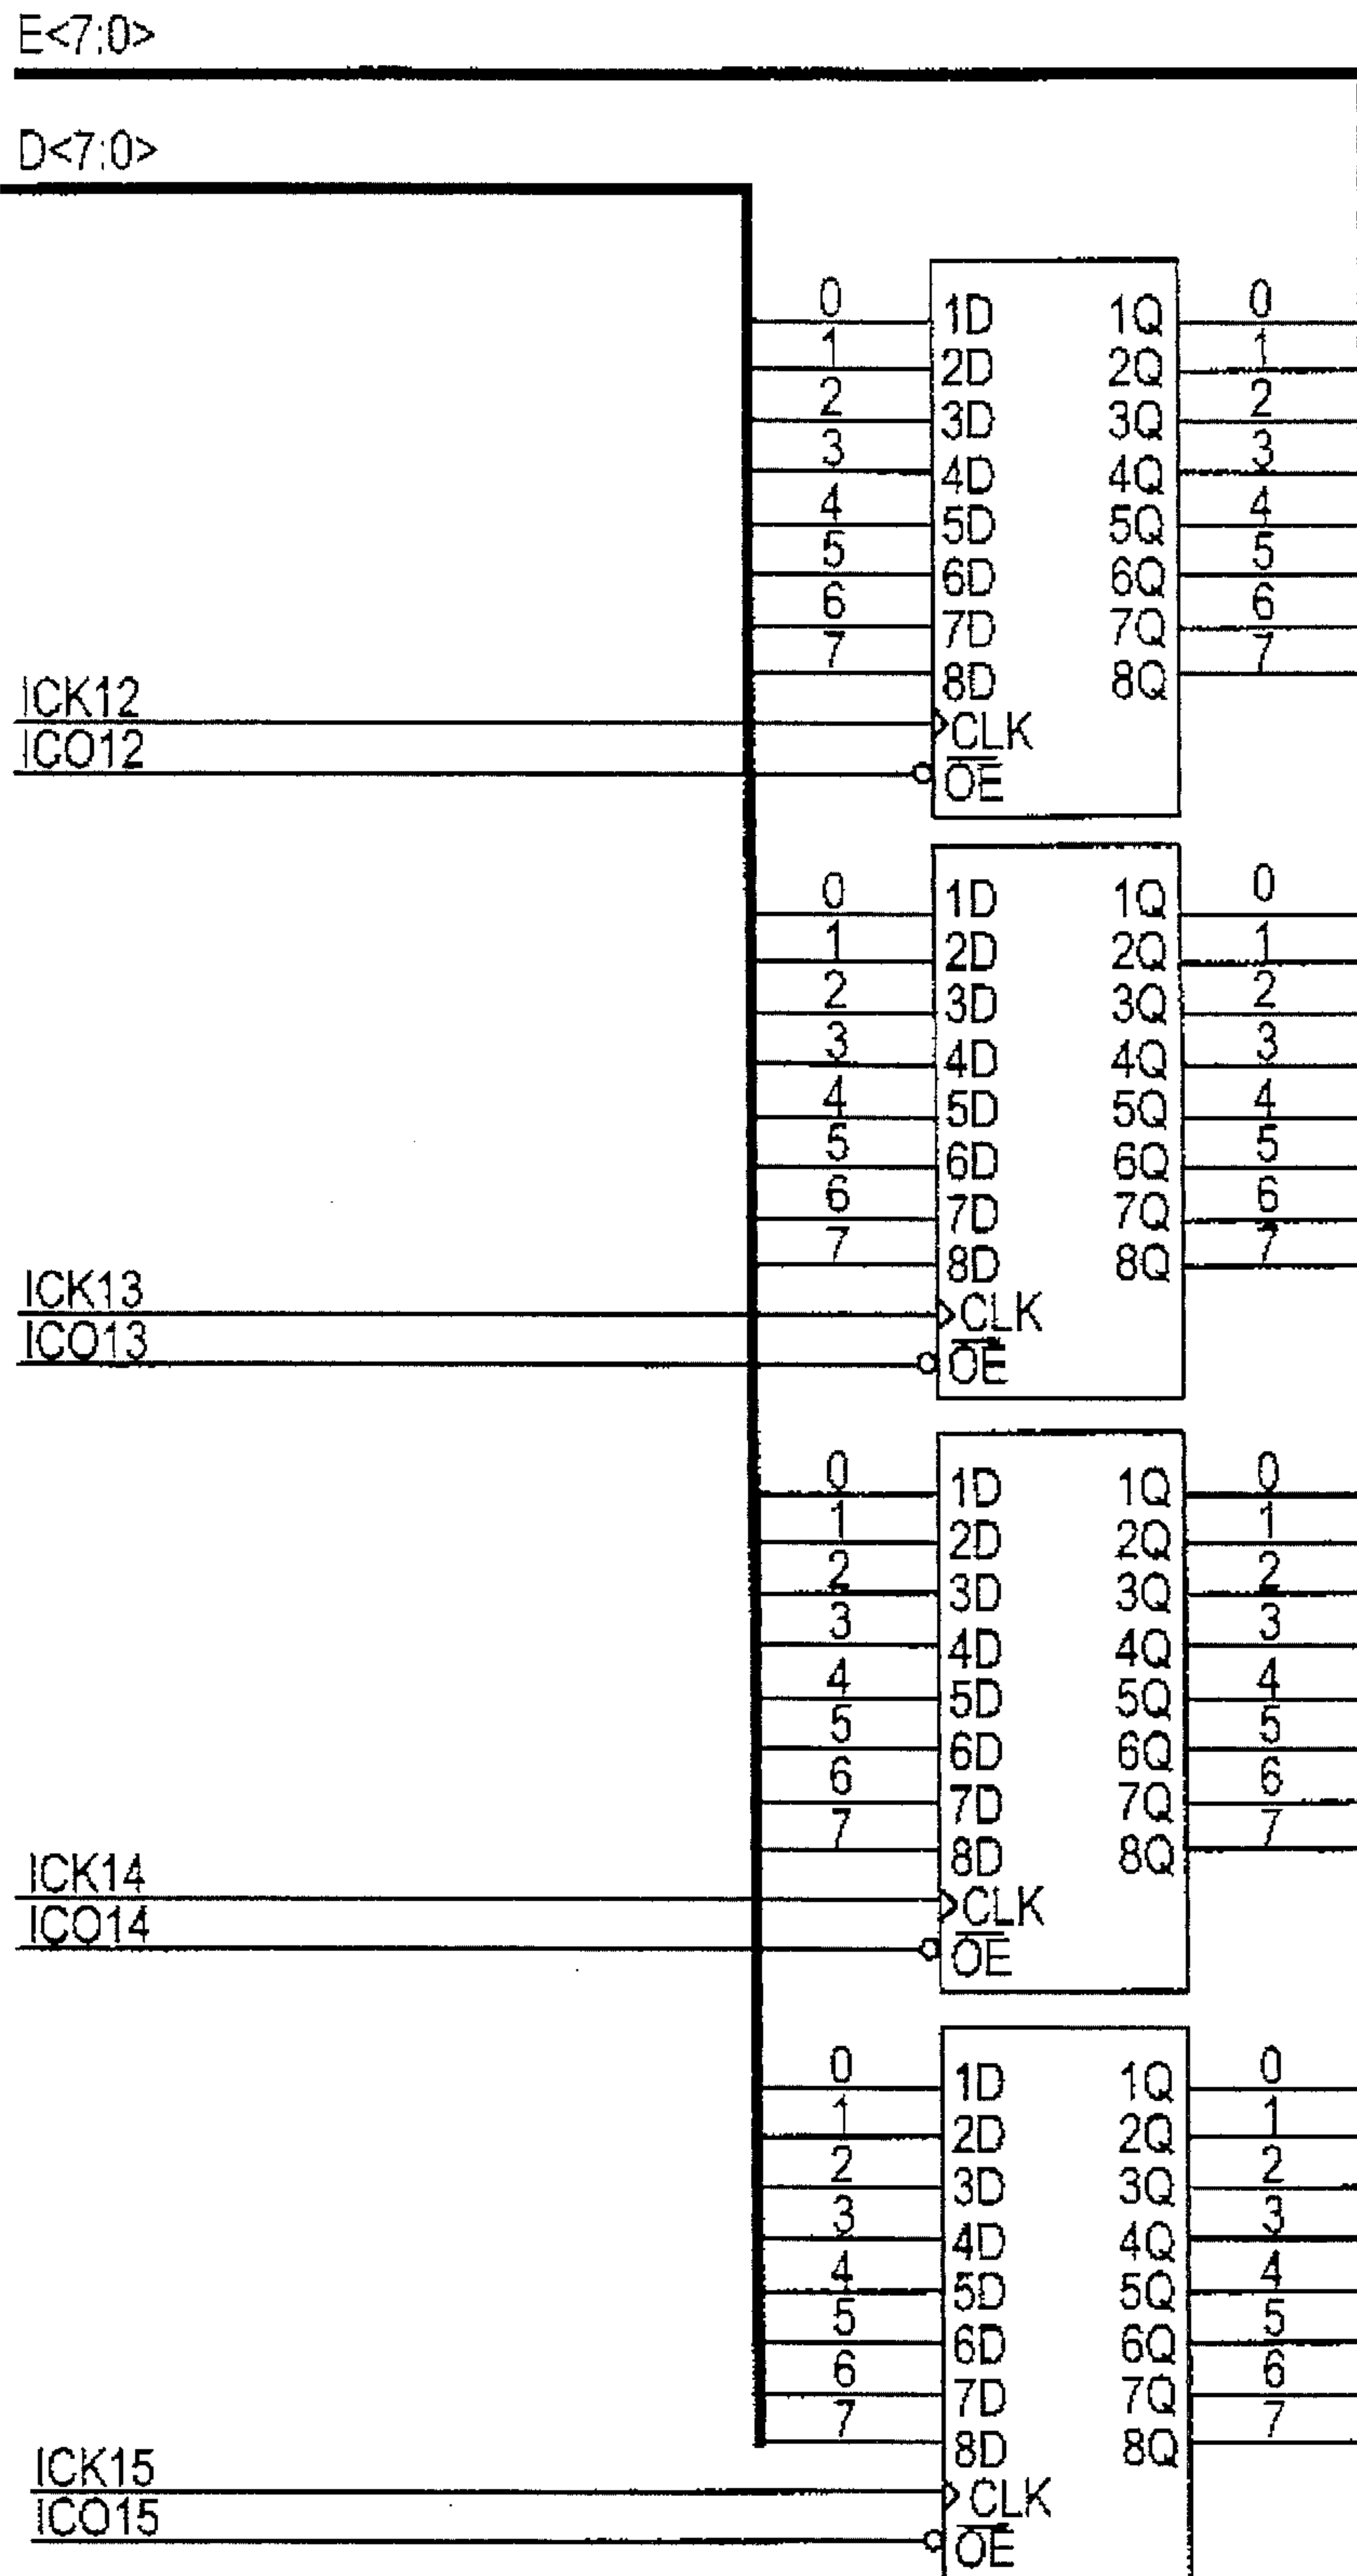 E<7:0>
D<7:0>
0 1D 1Q 0
1 2D 2Q 1
2 3D 3Q 2
3 4D 4Q 3
4 5D 5Q 4
5 6D 6Q 5
6 7D 7Q 6
7 8D 8Q 7
ICK12 CLK
ICO12 OE
0 1D 1Q 0
1 2D 2Q 1
2 3D 3Q 2
3 4D 4Q 3
4 5D 5Q 4
5 6D 6Q 5
6 7D 7Q 6
7 8D 8Q 7
ICK13 CLK
ICO13 OE
0 1D 1Q 0
1 2D 2Q 1
2 3D 3Q 2
3 4D 4Q 3
4 5D 5Q 4
5 6D 6Q 5
6 7D 7Q 6
7 8D 8Q 7
ICK14 CLK
ICO14 OE
0 1D 1Q 0
1 2D 2Q 1
2 3D 3Q 2
3 4D 4Q 3
4 5D 5Q 4
5 6D 6Q 5
6 7D 7Q 6
7 8D 8Q 7
ICK15 CLK
ICO15 OE